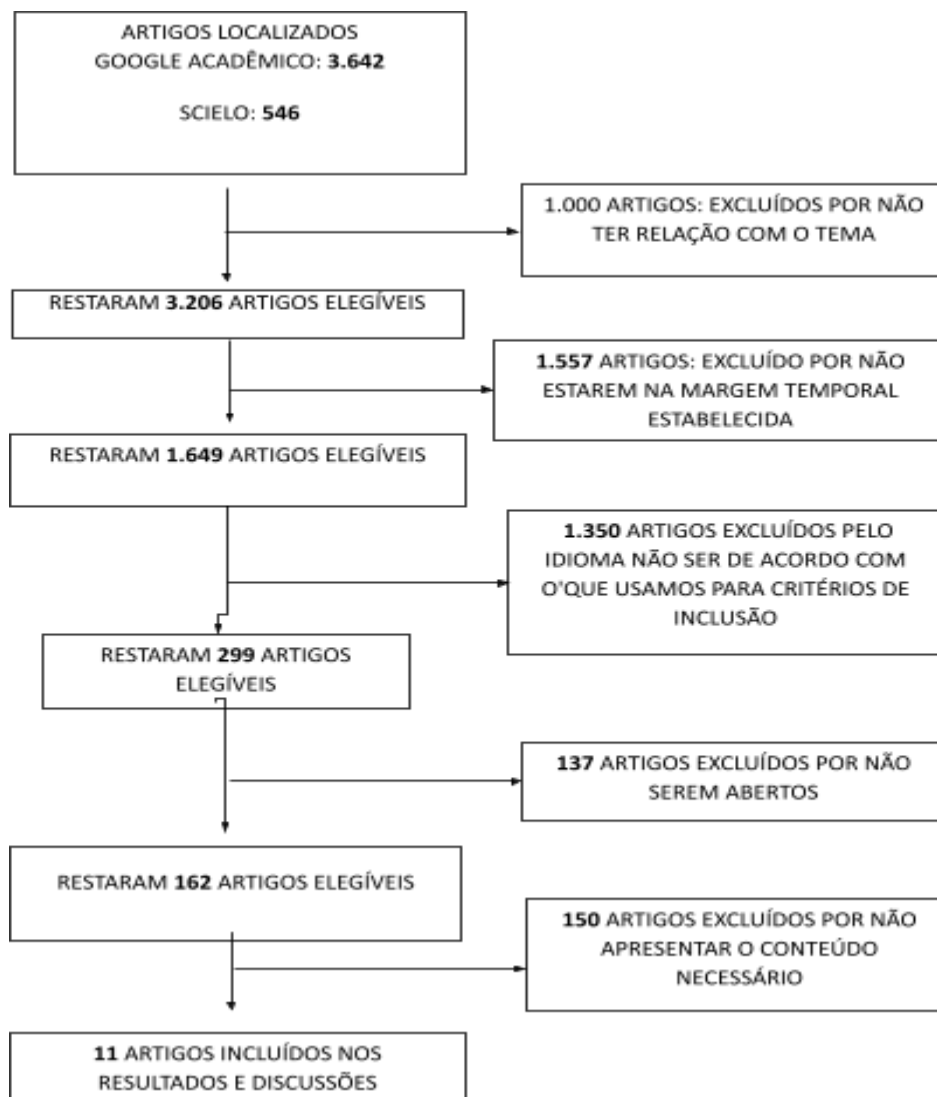 ARTIGOS LOCALIZADOS
GOOGLE ACADÊMICO: 3.642
SCIELO: 546
1.000 ARTIGOS: EXCLUÍDOS POR NÃO
TER RELAÇÃO COM O TEMA
RESTARAM 3.206 ARTIGOS ELEGÍVEIS
1.557 ARTIGOS: EXCLUÍDO POR NÃO
ESTAREM NA MARGEM TEMPORAL
ESTABELECIDA
RESTARAM 1.649 ARTIGOS ELEGÍVEIS
1.350 ARTIGOS EXCLUÍDOS PELO
IDIOMA NÃO SER DE ACORDO COM
O'QUE USAMOS PARA CRITÉRIOS DE
INCLUSÃO
RESTARAM 299 ARTIGOS
ELEGÍVEIS
137 ARTIGOS EXCLUÍDOS POR NÃO
SEREM ABERTOS
RESTARAM 162 ARTIGOS ELEGÍVEIS
150 ARTIGOS EXCLUÍDOS POR NÃO
APRESENTAR O CONTEÚDO
NECESSÁRIO
11 ARTIGOS INCLUÍDOS NOS
RESULTADOS E DISCUSSÕES